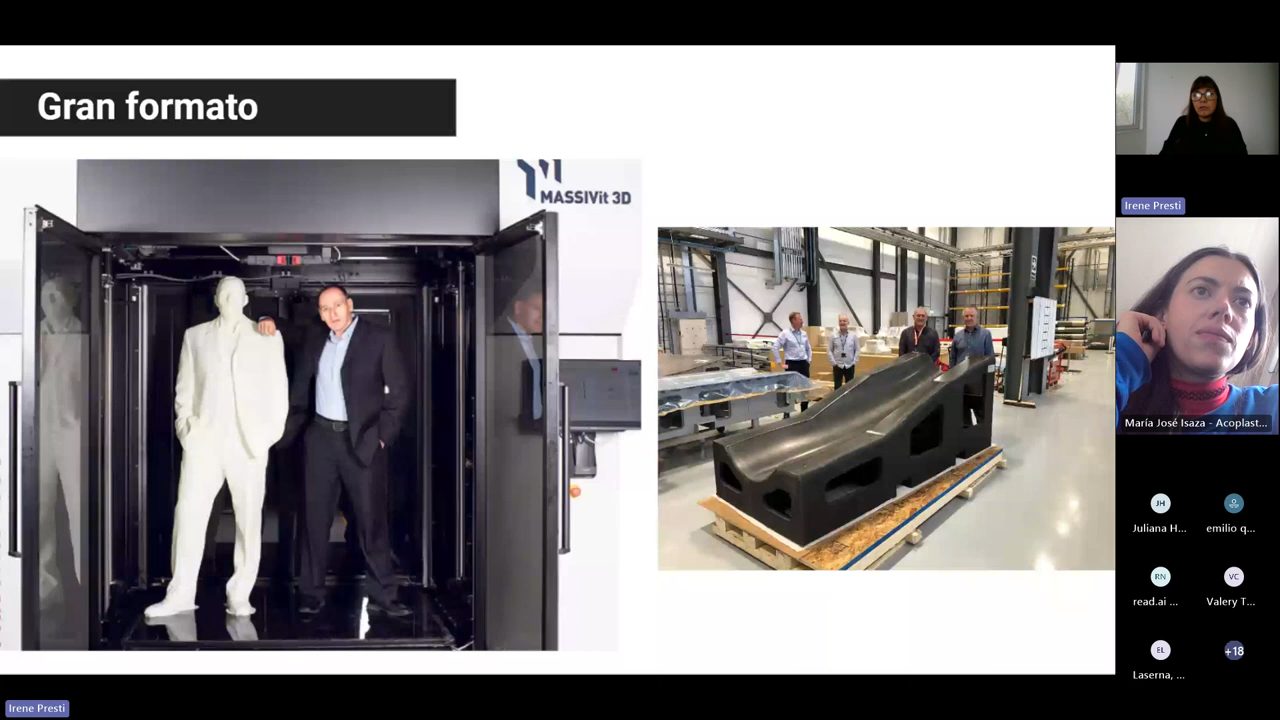 Gran formato
MASSIVit 3D
Irene Presti
María José Isaza - Acoplast...
JH
Juliana H...
emilio q...
RN
read.ai ...
VC
Valery T...
EL
Laserna, ...
+18
Irene Presti